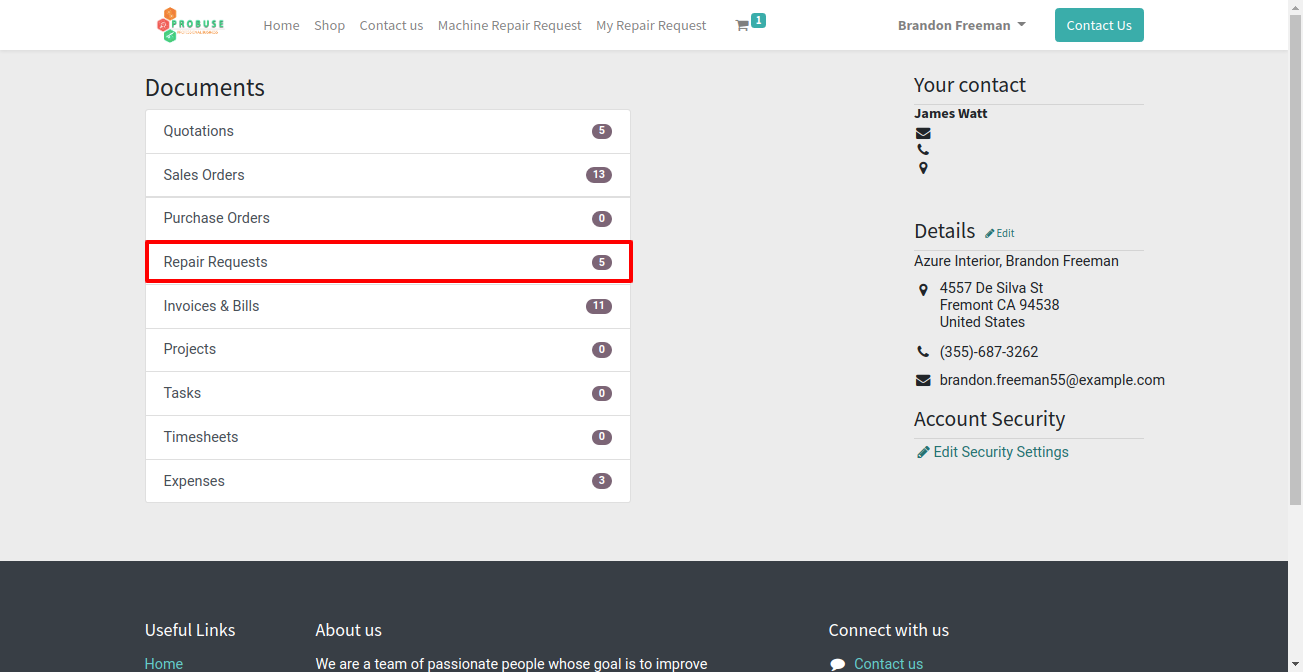 PROBUSE
Home Shop Contact us Machine Repair Request My Repair Request 1 Brandon Freeman Contact Us
Documents
Quotations 5
Sales Orders 13
Purchase Orders 0
Repair Requests 5
Invoices & Bills 11
Projects 0
Tasks 0
Timesheets 0
Expenses 3
Your contact
James Watt
Details Edit
Azure Interior, Brandon Freeman
4557 De Silva St
Fremont CA 94538
United States
(355)-687-3262
brandon.freeman55@example.com
Account Security
Edit Security Settings
Useful Links
Home
About us
We are a team of passionate people whose goal is to improve
Connect with us
Contact us